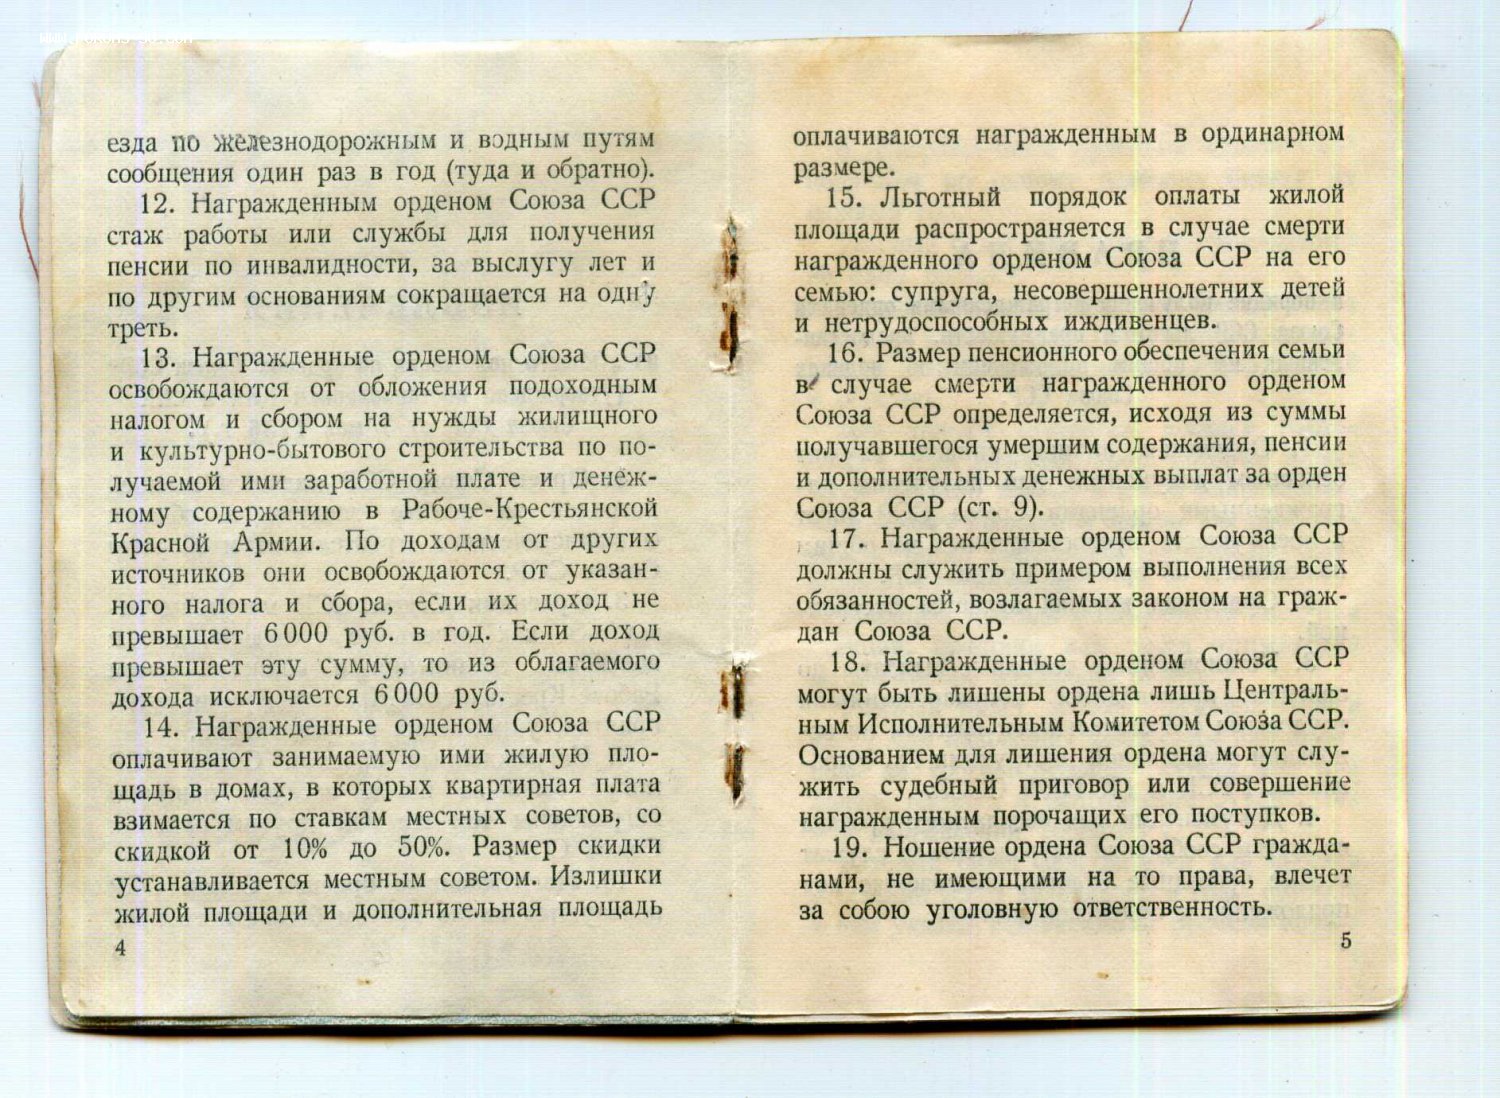 езда по железнодорожным и водным путям
сообщения один раз в год (туда и обратно).
12. Награжденным орденом Союза ССР
стаж работы или службы для получения
пенсии по инвалидности, за выслугу лет и
по другим основаниям сокращается на одну
треть.
13. Награжденные орденом Союза ССР
освобождаются от обложения подоходным
налогом и сбором на нужды жилищного
и культурно-бытового строительства по по-
лучаемой ими заработной плате и денеж-
ному содержанию в Рабоче-Крестьянской
Красной Армии. По доходам от других
источников они освобождаются от указан-
ного налога и сбора, если их доход не
превышает 6000 руб. в год. Если доход
превышает эту сумму, то из облагаемого
дохода исключается 6000 руб.
14. Награжденные орденом Союза ССР
оплачивают занимаемую ими жилую пло-
щадь в домах, в которых квартирная плата
взимается по ставкам местных советов, со
скидкой от 10% до 50%. Размер скидки
устанавливается местным советом. Излишки
жилой площади и дополнительная площадь
4
оплачиваются награжденным в ординарном
размере.
15. Льготный порядок оплаты жилой
площади распространяется в случае смерти
награжденного орденом Союза ССР на его
семью: супруга, несовершеннолетних детей
и нетрудоспособных иждивенцев.
16. Размер пенсионного обеспечения семьи
в случае смерти награжденного орденом
Союза ССР определяется, исходя из суммы
получавшегося умершим содержания, пенсии
и дополнительных денежных выплат за орден
Союза ССР (ст. 9).
17. Награжденные орденом Союза ССР
должны служить примером выполнения всех
обязанностей, возлагаемых законом на граж-
дан Союза ССР.
18. Награжденные орденом Союза ССР
могут быть лишены ордена лишь Централь-
ным Исполнительным Комитетом Союза ССР.
Основанием для лишения ордена могут слу-
жить судебный приговор или совершение
награжденным порочащих его поступков.
19. Ношение ордена Союза ССР гражда-
нами, не имеющими на то права, влечет
за собою уголовную ответственность.
5